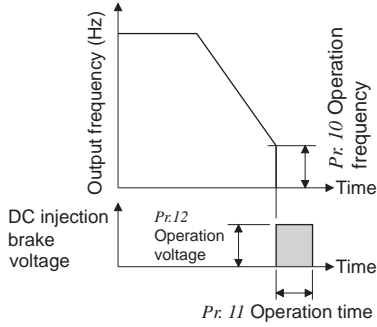 Output frequency (Hz)
Pr. 10 Operation
frequency
Time
DC injection
brake
voltage
Pr.12
Operation
voltage
Time
Pr. 11 Operation time